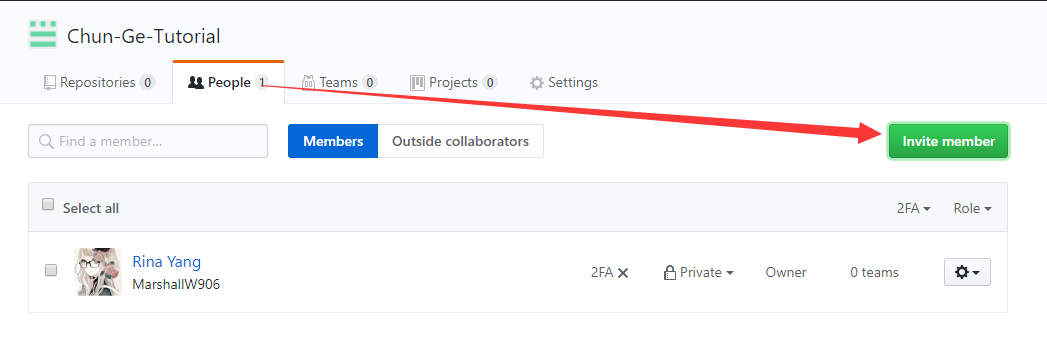 Chun-Ge-Tutorial
Repositories 0 People 1 Teams 0 Projects 0 Settings
Find a member... Members Outside collaborators Invite member
Select all 2FA Role
Rina Yang
MarshallW906 2FA Private Owner 0 teams